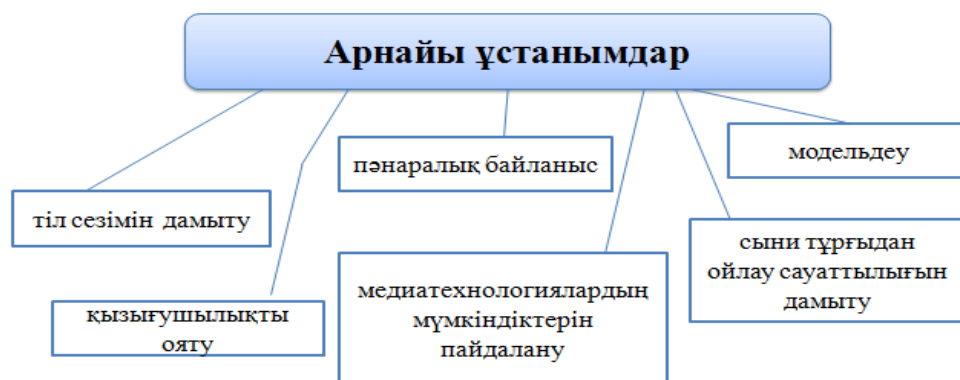 Арнайы ұстанымдар
тіл сезімін дамыту
қызығушылықты
ояту
пәнаралық байланыс
медиатехнологиялардың
мүмкіндіктерін
пайдалану
сыни тұрғыдан
ойлау сауаттылығын
дамыту
модельдеу